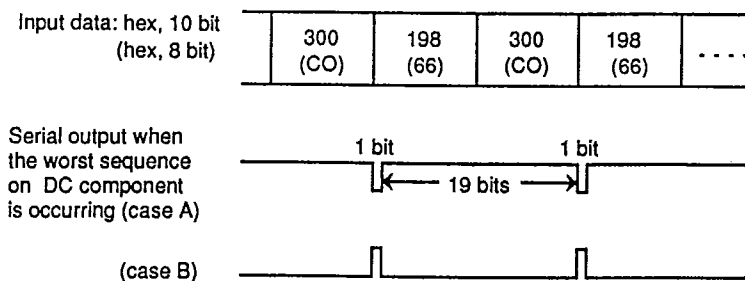 Input data: hex, 10 bit
(hex, 8 bit)
300 198 300 198
(CO) (66) (CO) (66) ----
Serial output when
the worst sequence
on DC component
is occurring (case A)
1 bit 1 bit
19 bits
(case B)